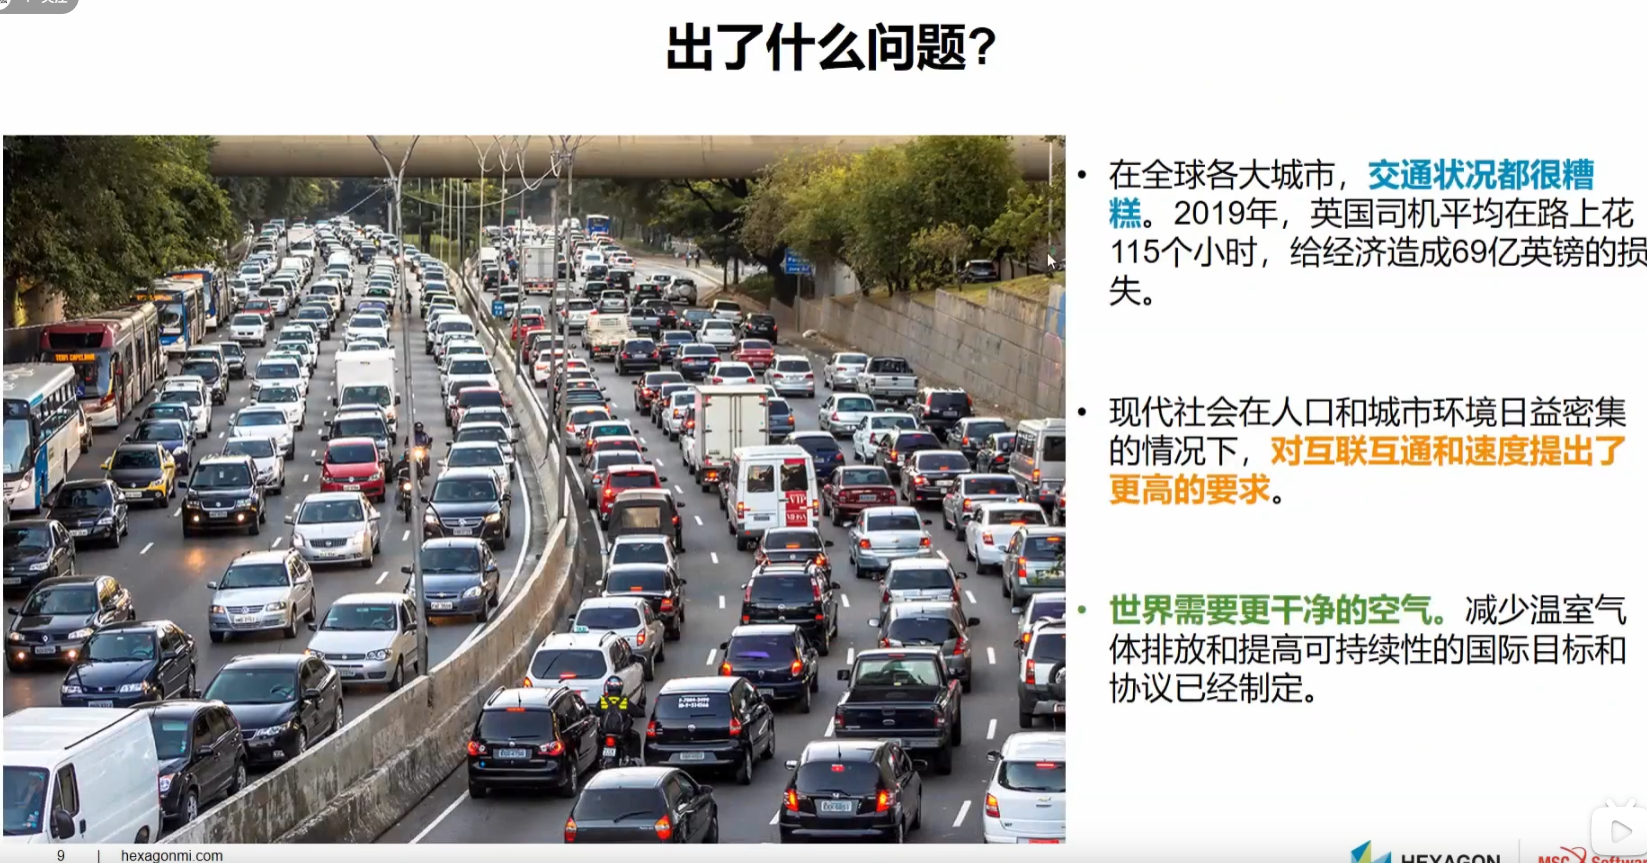 出了什么问题?
• 在全球各大城市，交通状况都很糟
糕。2019年，英国司机平均在路上花
115个小时，给经济造成69亿英镑的损
失。
• 现代社会在人口和城市环境日益密集
的情况下，对互联互通和速度提出了
更高的要求。
• 世界需要更干净的空气。减少温室气
体排放和提高可持续性的国际目标和
协议已经制定。
VIP
9 | hexagonmi.com
HEXAGON | MSC Software